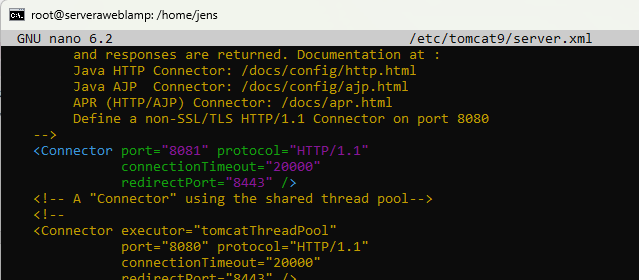 root@serveraweblamp: /home/jens
GNU nano 6.2 /etc/tomcat9/server.xml
and responses are returned. Documentation at :
Java HTTP Connector: /docs/config/http.html
Java AJP  Connector: /docs/config/ajp.html
APR (HTTP/AJP) Connector: /docs/apr.html
Define a non-SSL/TLS HTTP/1.1 Connector on port 8080
-->
<Connector port="8081" protocol="HTTP/1.1"
connectionTimeout="20000"
redirectPort="8443" />
<!-- A "Connector" using the shared thread pool-->
<!--
<Connector executor="tomcatThreadPool"
port="8080" protocol="HTTP/1.1"
connectionTimeout="20000"
redirectPort="8443" />